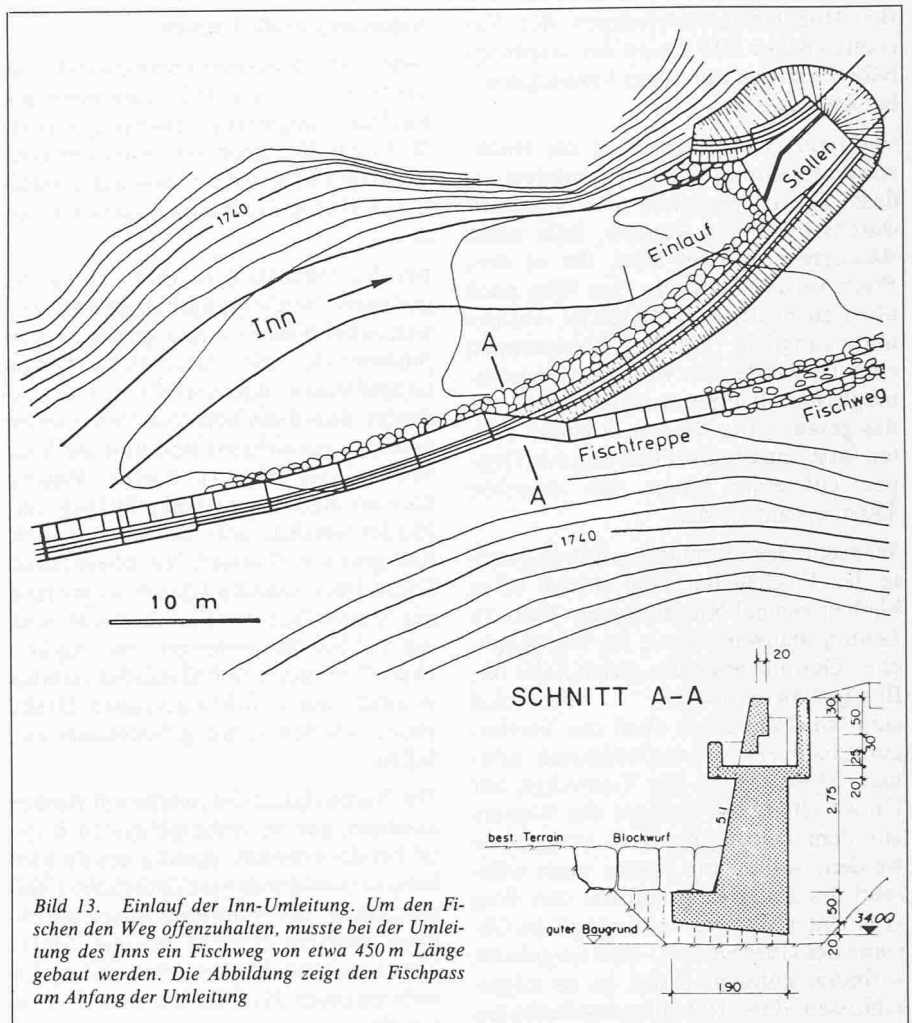 1740
Stollen
Einlauf
Inn
A
Fischweg
Fischtreppe
A
1740
10 m
20
SCHNITT A-A
30
50
30
25
20
2.75
5:1
best. Terrain
Blockwurf
50
guter Baugrund
34.00
20
190
Bild 13. Einlauf der Inn-Umleitung. Um den Fi-
schen den Weg offenzuhalten, musste bei der Umlei-
tung des Inns ein Fischweg von etwa 450 m Länge
gebaut werden. Die Abbildung zeigt den Fischpass
am Anfang der Umleitung